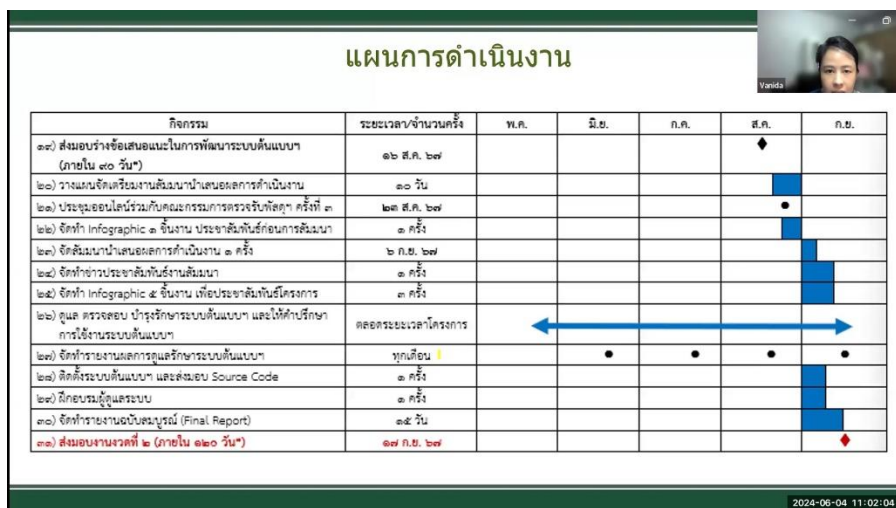 แผนการดำเนินงาน
Vanida
กิจกรรม ระยะเวลา/จำนวนครั้ง พ.ค. มิ.ย. ก.ค. ส.ค. ก.ย.
๑๙) ส่งมอบร่างข้อเสนอแนะในการพัฒนาระบบต้นแบบฯ
(ภายใน ๙๐ วัน*) ๑๖ ส.ค. ๖๗
๒๐) วางแผนจัดเตรียมงานสัมมนานำเสนอผลการดำเนินงาน ๑๐ วัน
๒๑) ประชุมออนไลน์ร่วมกับคณะกรรมการตรวจรับพัสดุฯ ครั้งที่ ๓ ๒๓ ส.ค. ๖๗
๒๒) จัดทำ Infographic ๑ ชิ้นงาน ประชาสัมพันธ์ก่อนการสัมมนา ๑ ครั้ง
๒๓) จัดสัมมนานำเสนอผลการดำเนินงาน ๑ ครั้ง ๖ ก.ย. ๖๗
๒๔) จัดทำข่าวประชาสัมพันธ์งานสัมมนา ๑ ครั้ง
๒๕) จัดทำ Infographic ๕ ชิ้นงาน เพื่อประชาสัมพันธ์โครงการ ๓ ครั้ง
๒๖) ดูแล ตรวจสอบ บำรุงรักษาระบบต้นแบบฯ และให้คำปรึกษา
การใช้งานระบบต้นแบบฯ ตลอดระยะเวลาโครงการ
๒๗) จัดทำรายงานผลการดูแลรักษาระบบต้นแบบฯ ทุกเดือน
๒๘) ติดตั้งระบบต้นแบบฯ และส่งมอบ Source Code ๑ ครั้ง
๒๙) ฝึกอบรมผู้ดูแลระบบ ๑ ครั้ง
๓๐) จัดทำรายงานฉบับสมบูรณ์ (Final Report) ๑๕ วัน
๓๑) ส่งมอบงานงวดที่ ๒ (ภายใน ๑๒๐ วัน*) ๑๗ ก.ย. ๖๗
2024-06-04 11:02:04